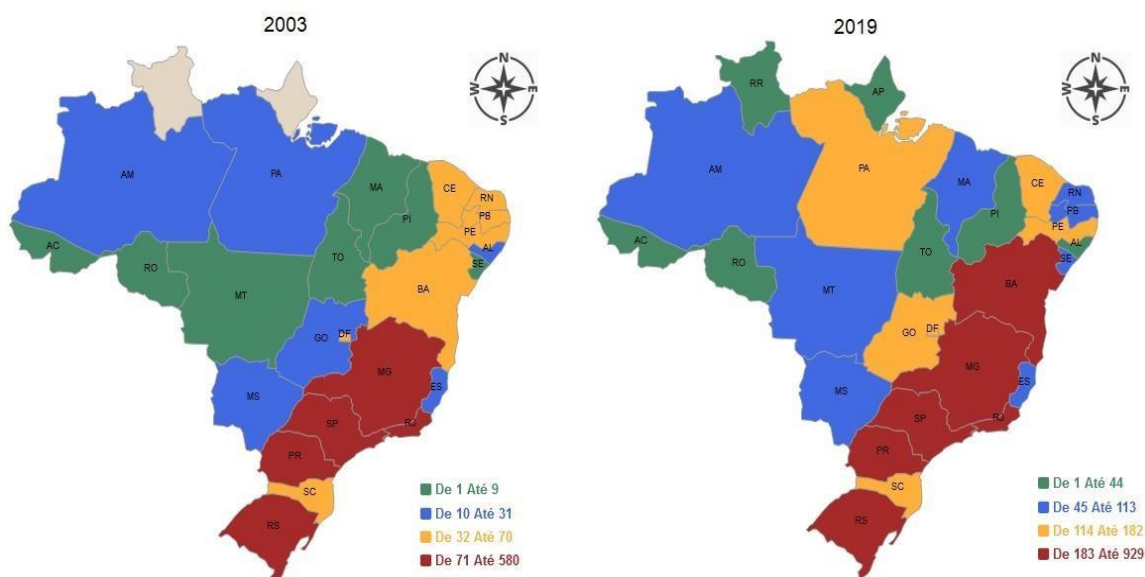 2003
N
W E
S
AM
PA
MA
CE
RN
PB
PE
AL
SE
PI
AC
RO
MT
TO
BA
GO
DF
MG
ES
MS
SP
RJ
PR
SC
RS
De 1 Até 9
De 10 Até 31
De 32 Até 70
De 71 Até 580
2019
N
W E
S
RR
AP
AM
PA
MA
CE
RN
PB
PE
AL
SE
PI
AC
RO
MT
TO
BA
GO
DF
MG
ES
MS
SP
RJ
PR
SC
RS
De 1 Até 44
De 45 Até 113
De 114 Até 182
De 183 Até 929